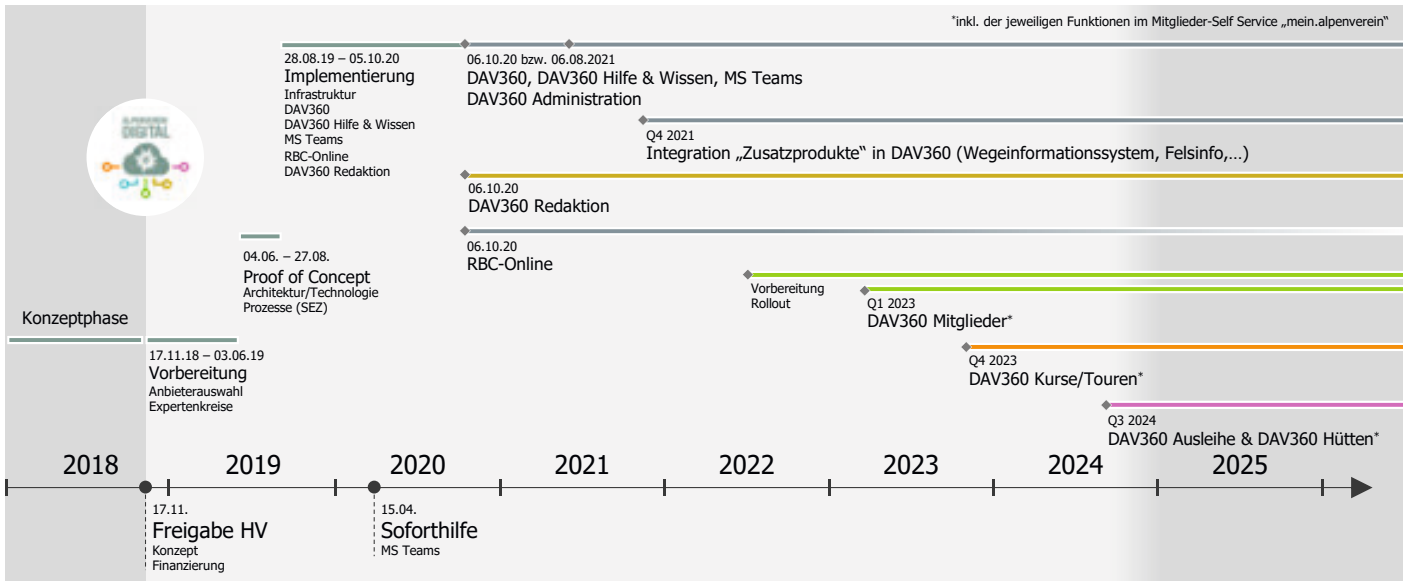 *inkl. der jeweiligen Funktionen im Mitglieder-Self Service „mein.alpenverein“
28.08.19 – 05.10.20
Implementierung
Infrastruktur
DAV360
DAV360 Hilfe & Wissen
MS Teams
RBC-Online
DAV360 Redaktion
06.10.20 bzw. 06.08.2021
DAV360, DAV360 Hilfe & Wissen, MS Teams
DAV360 Administration
ALPENVEREIN
DIGITAL
Q4 2021
Integration „Zusatzprodukte“ in DAV360 (Wegeinformationssystem, Felsinfo,...)
06.10.20
DAV360 Redaktion
04.06. – 27.08.
Proof of Concept
Architektur/Technologie
Prozesse (SEZ)
06.10.20
RBC-Online
Vorbereitung
Rollout
Q1 2023
DAV360 Mitglieder*
Konzeptphase
17.11.18 – 03.06.19
Vorbereitung
Anbieterauswahl
Expertenkreise
Q4 2023
DAV360 Kurse/Touren*
Q3 2024
DAV360 Ausleihe & DAV360 Hütten*
2018 2019 2020 2021 2022 2023 2024 2025
17.11.
Freigabe HV
Konzept
Finanzierung
15.04.
Soforthilfe
MS Teams